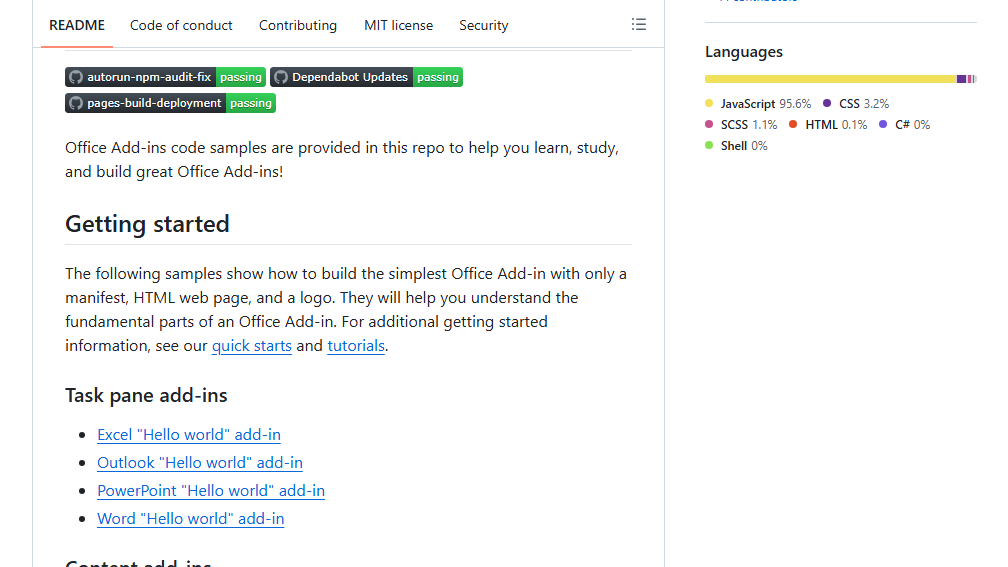 README Code of conduct Contributing MIT license Security
autorun-npm-audit-fix passing Dependabot Updates passing
pages-build-deployment passing
Office Add-ins code samples are provided in this repo to help you learn, study,
and build great Office Add-ins!
Getting started
The following samples show how to build the simplest Office Add-in with only a
manifest, HTML web page, and a logo. They will help you understand the
fundamental parts of an Office Add-in. For additional getting started
information, see our quick starts and tutorials.
Task pane add-ins
Excel "Hello world" add-in
Outlook "Hello world" add-in
PowerPoint "Hello world" add-in
Word "Hello world" add-in
Content add-ins
Languages
JavaScript 95.6% CSS 3.2%
SCSS 1.1% HTML 0.1% C# 0%
Shell 0%